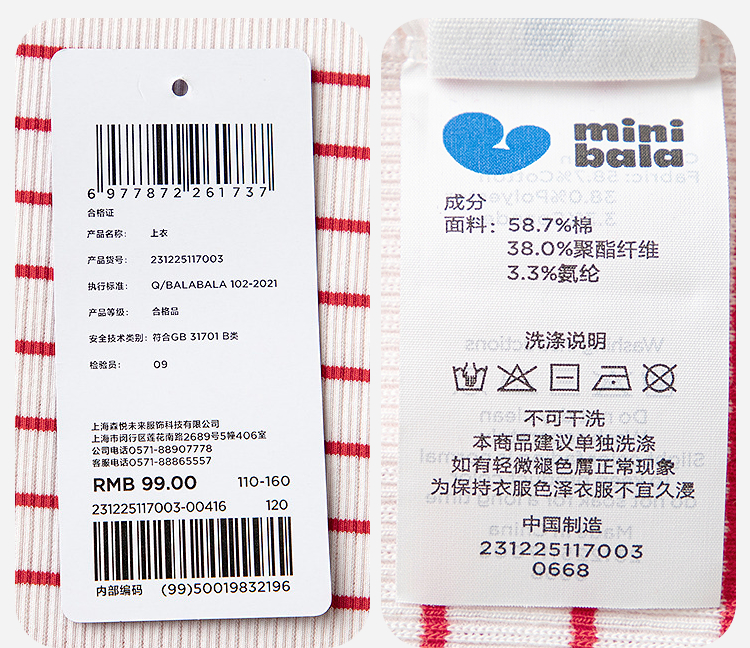 6 977872 261737
合格证
产品名称： 上衣
产品货号： 231225117003
执行标准： Q/BALABALA 102-2021
产品等级： 合格品
安全技术类别：符合GB 31701 B类
检验员： 09
上海森悦未来服饰科技有限公司
上海市闵行区莲花南路2689号5幢406室
公司电话0571-88907778
客服电话0571-88865557
RMB 99.00 110-160
231225117003-00416 120
内部编码 (99)50019832196
mini
bala
成分
面料：58.7%棉
38.0%聚酯纤维
3.3%氨纶
洗涤说明
不可干洗
本商品建议单独洗涤
如有轻微褪色属正常现象
为保持衣服色泽衣服不宜久漫
中国制造
231225117003
0668